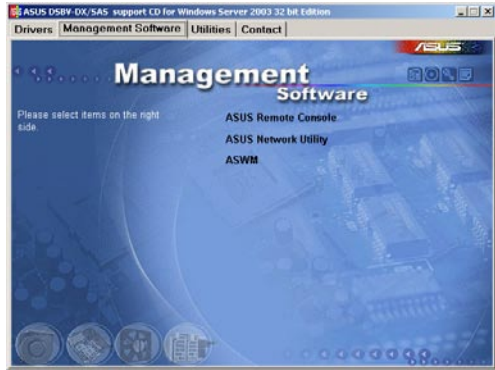 ASUS DSBV-DX/SAS support CD for Windows Server 2003 32 bit Edition
Drivers Management Software Utilities Contact
ASUS
Management
Software
Please select items on the right
side.
ASUS Remote Console
ASUS Network Utility
ASWM